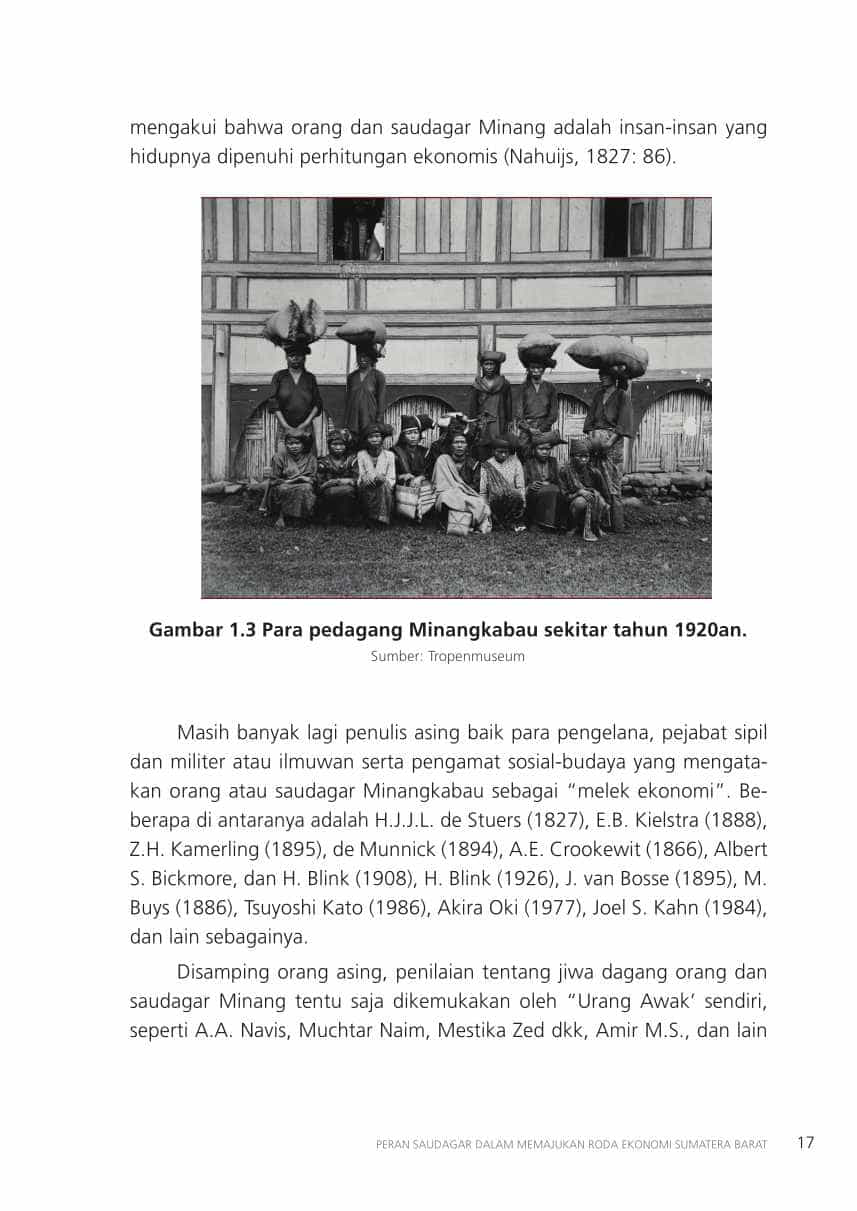 mengakui bahwa orang dan saudagar Minang adalah insan-insan yang
hidupnya dipenuhi perhitungan ekonomis (Nahuijs, 1827: 86).
Gambar 1.3 Para pedagang Minangkabau sekitar tahun 1920an.
Sumber: Tropenmuseum
Masih banyak lagi penulis asing baik para pengelana, pejabat sipil
dan militer atau ilmuwan serta pengamat sosial-budaya yang mengata-
kan orang atau saudagar Minangkabau sebagai “melek ekonomi”. Be-
berapa di antaranya adalah H.J.J.L. de Stuers (1827), E.B. Kielstra (1888),
Z.H. Kamerling (1895), de Munnick (1894), A.E. Crookewit (1866), Albert
S. Bickmore, dan H. Blink (1908), H. Blink (1926), J. van Bosse (1895), M.
Buys (1886), Tsuyoshi Kato (1986), Akira Oki (1977), Joel S. Kahn (1984),
dan lain sebagainya.
Disamping orang asing, penilaian tentang jiwa dagang orang dan
saudagar Minang tentu saja dikemukakan oleh “Urang Awak’ sendiri,
seperti A.A. Navis, Muchtar Naim, Mestika Zed dkk, Amir M.S., dan lain
PERAN SAUDAGAR DALAM MEMAJUKAN RODA EKONOMI SUMATERA BARAT 17